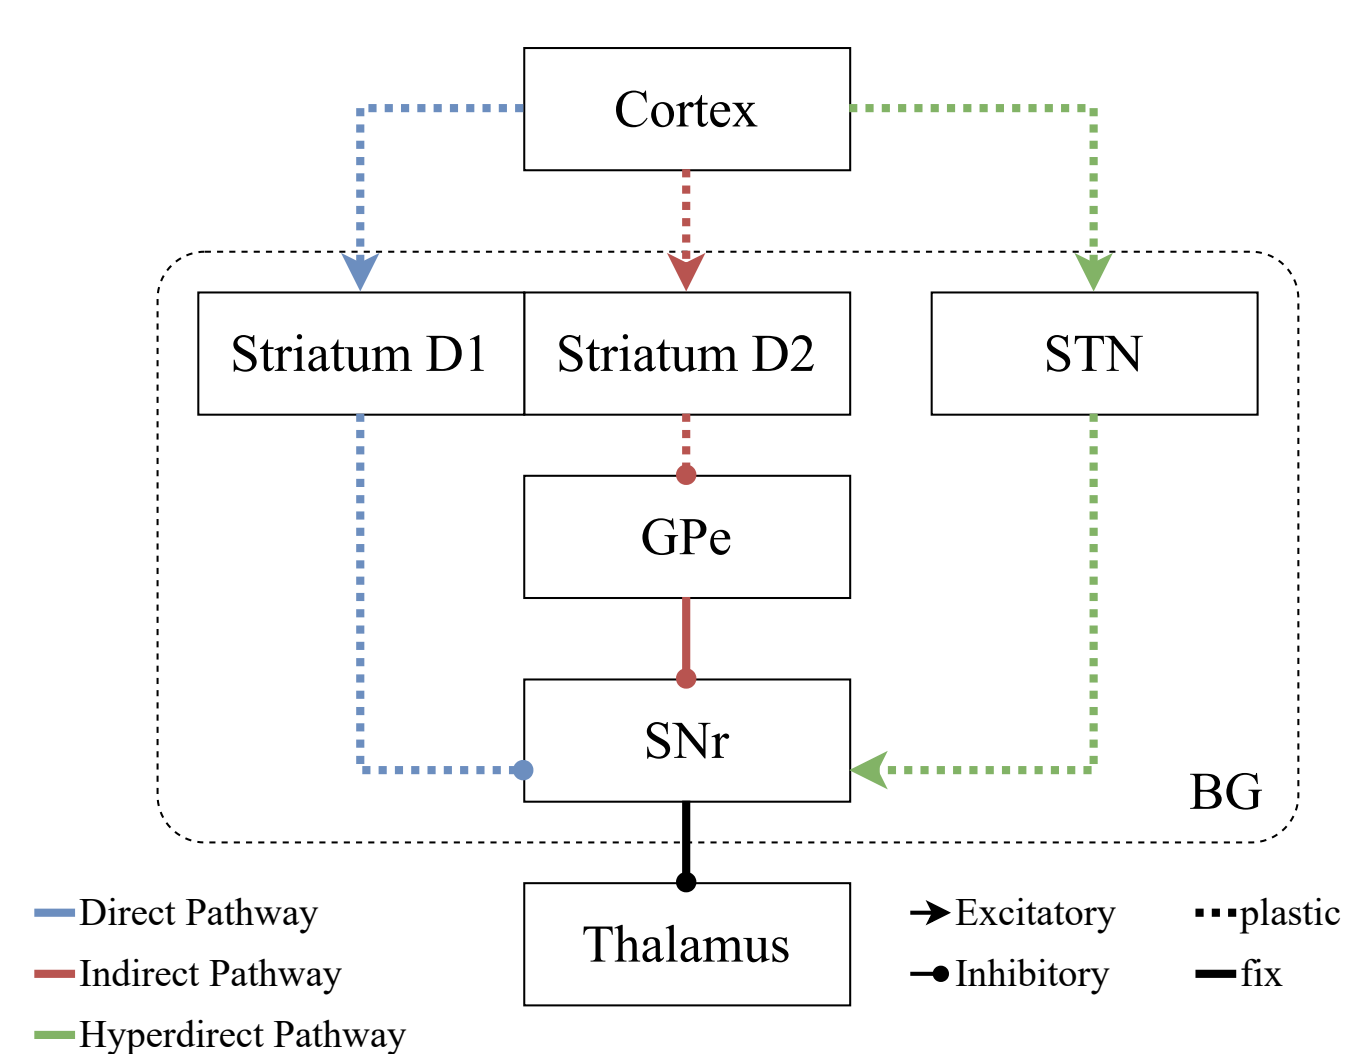 Cortex
Striatum D1
Striatum D2
STN
GPe
SNr
BG
Thalamus
Direct Pathway
Indirect Pathway
Hyperdirect Pathway
Excitatory
Inhibitory
plastic
fix